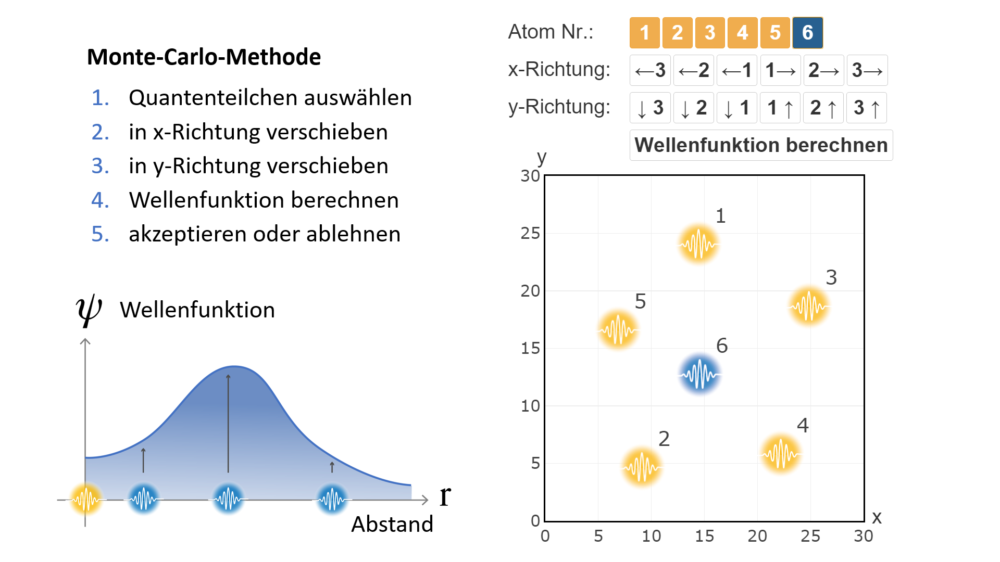 Monte-Carlo-Methode
1. Quantenteilchen auswählen
2. in x-Richtung verschieben
3. in y-Richtung verschieben
4. Wellenfunktion berechnen
5. akzeptieren oder ablehnen
ψ Wellenfunktion
r
Abstand
Atom Nr.: 1 2 3 4 5 6
x-Richtung: ←3 ←2 ←1 1→ 2→ 3→
y-Richtung: ↓3 ↓2 ↓1 1↑ 2↑ 3↑
Wellenfunktion berechnen
y
30
1
25
3
20
5
15
6
10
4
2
5
0
x
0 5 10 15 20 25 30